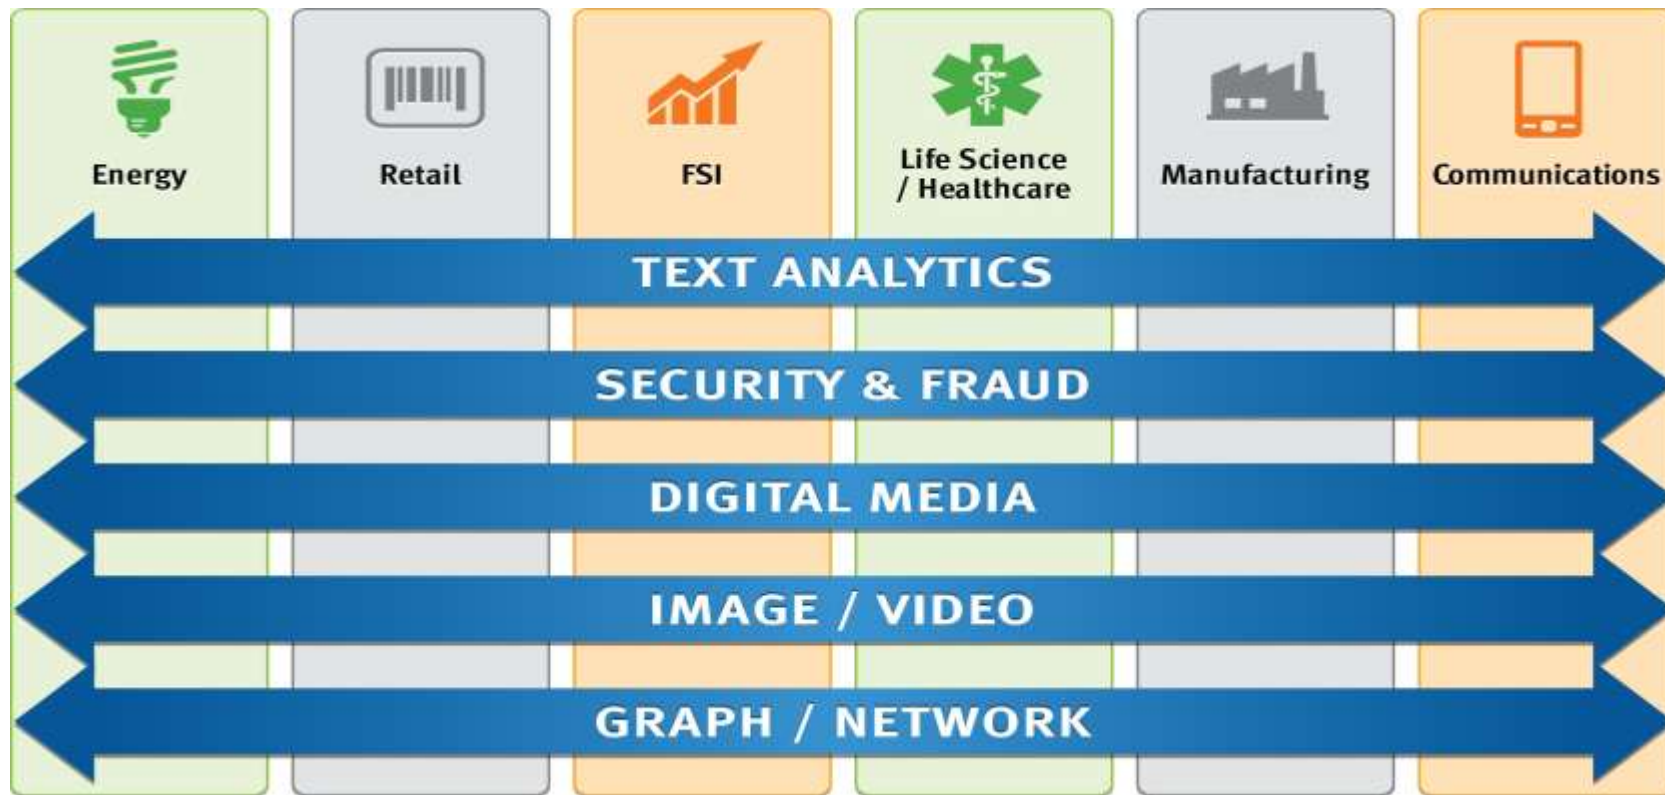 Energy
Retail
FSI
Life Science
/ Healthcare
Manufacturing
Communications
TEXT ANALYTICS
SECURITY & FRAUD
DIGITAL MEDIA
IMAGE / VIDEO
GRAPH / NETWORK